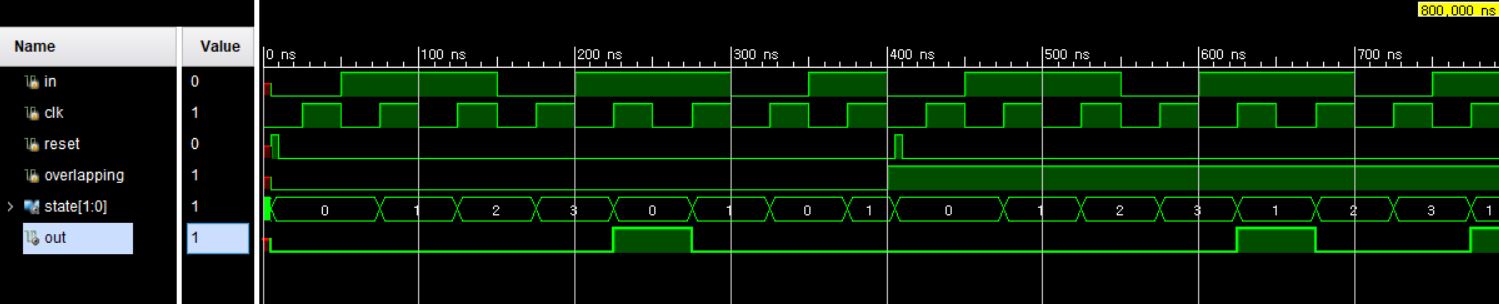 800,000 ns
Name Value
0 ns 100 ns 200 ns 300 ns 400 ns 500 ns 600 ns 700 ns
in 0
clk 1
reset 0
overlapping 1
state[1:0] 1 0 1 2 3 0 1 0 1 0 1 2 3 1 2 3 1
out 1